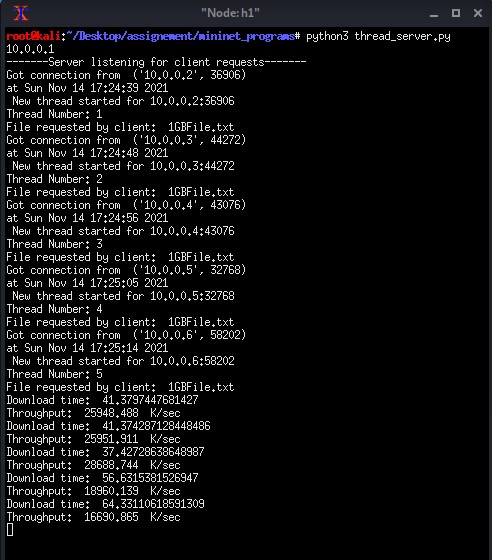 "Node: h1"
root@kali:~/Desktop/assignement/mininet_programs# python3 thread_server.py
10.0.0.1
-------Server listening for client requests-------
Got connection from  ('10.0.0.2', 36906)
at Sun Nov 14 17:24:39 2021
 New thread started for 10.0.0.2:36906
Thread Number: 1
File requested by client:  1GBFile.txt
Got connection from  ('10.0.0.3', 44272)
at Sun Nov 14 17:24:48 2021
 New thread started for 10.0.0.3:44272
Thread Number: 2
File requested by client:  1GBFile.txt
Got connection from  ('10.0.0.4', 43076)
at Sun Nov 14 17:24:56 2021
 New thread started for 10.0.0.4:43076
Thread Number: 3
File requested by client:  1GBFile.txt
Got connection from  ('10.0.0.5', 32768)
at Sun Nov 14 17:25:05 2021
 New thread started for 10.0.0.5:32768
Thread Number: 4
File requested by client:  1GBFile.txt
Got connection from  ('10.0.0.6', 58202)
at Sun Nov 14 17:25:14 2021
 New thread started for 10.0.0.6:58202
Thread Number: 5
File requested by client:  1GBFile.txt
Download time:  41.3797447681427
Throughput:  25948.488  K/sec
Download time:  41.374287128448486
Throughput:  25951.911  K/sec
Download time:  37.42728638648987
Throughput:  28688.744  K/sec
Download time:  56.6315381526947
Throughput:  18960.139  K/sec
Download time:  64.33110618591309
Throughput:  16690.865  K/sec